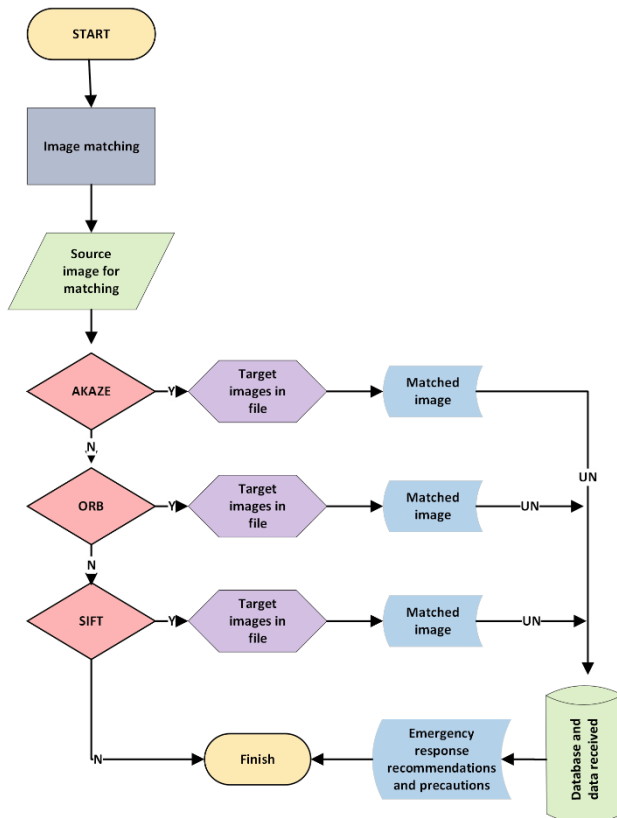 START
Image matching
Source
image for
matching
AKAZE
Y
Target
images in
file
Matched
image
N
UN
ORB
Y
Target
images in
file
Matched
image
UN
N
SIFT
Y
Target
images in
file
Matched
image
UN
N
Finish
Emergency
response
recommendations
and precautions
Database and
data received